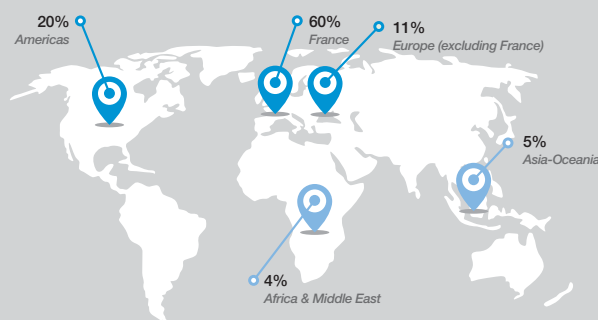 20%
Americas
60%
France
11%
Europe (excluding France)
5%
Asia-Oceania
4%
Africa & Middle East